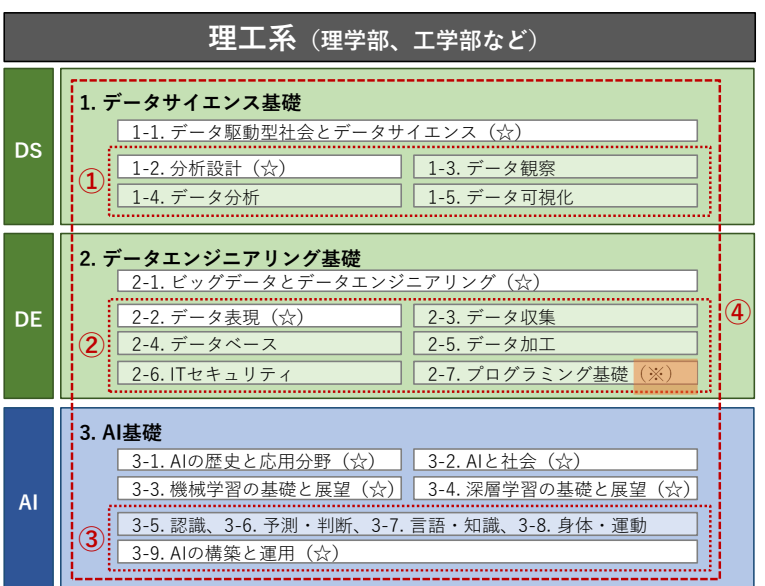 理工系（理学部、工学部など）
DS
1. データサイエンス基礎
1-1. データ駆動型社会とデータサイエンス（☆）
①
1-2. 分析設計（☆）
1-3. データ観察
1-4. データ分析
1-5. データ可視化
DE
2. データエンジニアリング基礎
2-1. ビッグデータとデータエンジニアリング（☆）
②
2-2. データ表現（☆）
2-3. データ収集
2-4. データベース
2-5. データ加工
2-6. ITセキュリティ
2-7. プログラミング基礎（※）
④
AI
3. AI基礎
3-1. AIの歴史と応用分野（☆）
3-2. AIと社会（☆）
3-3. 機械学習の基礎と展望（☆）
3-4. 深層学習の基礎と展望（☆）
③
3-5. 認識、3-6. 予測・判断、3-7. 言語・知識、3-8. 身体・運動
3-9. AIの構築と運用（☆）